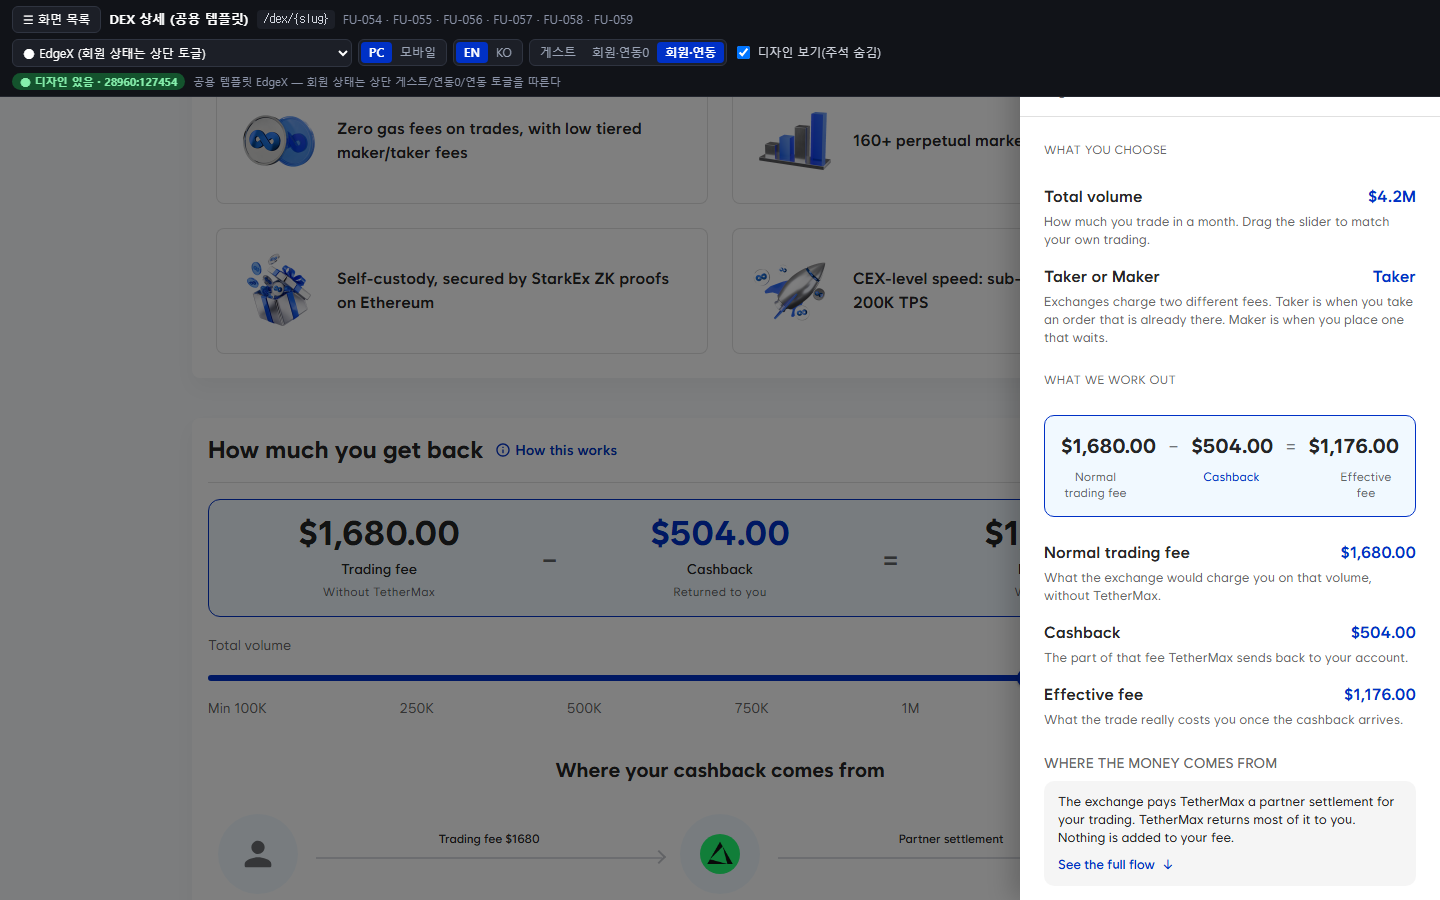 ☰ 화면 목록 DEX 상세 (공용 템플릿) /dex/{slug} FU-054 · FU-055 · FU-056 · FU-057 · FU-058 · FU-059
● EdgeX (회원 상태는 상단 토글) PC 모바일 EN KO 게스트 회원·연동0 회원·연동 디자인 보기(주석 숨김)
● 디자인 있음 · 28960:127454 공용 템플릿 EdgeX — 회원 상태는 상단 게스트/연동0/연동 토글을 따른다
Zero gas fees on trades, with low tiered
maker/taker fees
160+ perpetual marke
Self-custody, secured by StarkEx ZK proofs
on Ethereum
CEX-level speed: sub-
200K TPS
How much you get back How this works
$1,680.00 – $504.00 = $1
Trading fee Cashback
Without TetherMax Returned to you
Total volume
Min 100K 250K 500K 750K 1M
Where your cashback comes from
Trading fee $1680 Partner settlement
WHAT YOU CHOOSE
Total volume $4.2M
How much you trade in a month. Drag the slider to match
your own trading.
Taker or Maker Taker
Exchanges charge two different fees. Taker is when you take
an order that is already there. Maker is when you place one
that waits.
WHAT WE WORK OUT
$1,680.00 – $504.00 = $1,176.00
Normal trading fee Cashback Effective fee
Normal trading fee $1,680.00
What the exchange would charge you on that volume,
without TetherMax.
Cashback $504.00
The part of that fee TetherMax sends back to your account.
Effective fee $1,176.00
What the trade really costs you once the cashback arrives.
WHERE THE MONEY COMES FROM
The exchange pays TetherMax a partner settlement for
your trading. TetherMax returns most of it to you.
Nothing is added to your fee.
See the full flow ↓